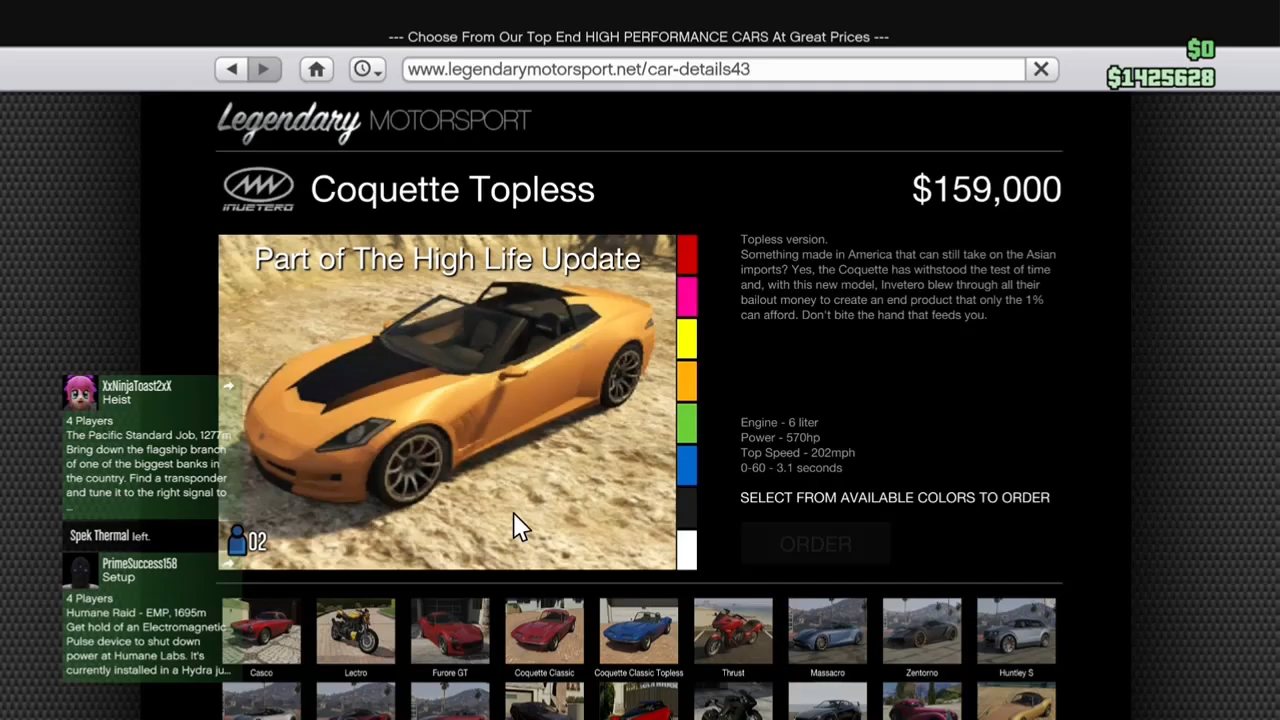 --- Choose From Our Top End HIGH PERFORMANCE CARS At Great Prices ---
$0
www.legendarymotorsport.net/car-details43
$1425628
Legendary MOTORSPORT
INVETERO
Coquette Topless
$159,000
Part of The High Life Update
Topless version.
Something made in America that can still take on the Asian
imports? Yes, the Coquette has withstood the test of time
and, with this new model, Invetero blew through all their
bailout money to create an end product that only the 1%
can afford. Don't bite the hand that feeds you.
Engine - 6 liter
Power - 570hp
Top Speed - 202mph
0-60 - 3.1 seconds
SELECT FROM AVAILABLE COLORS TO ORDER
ORDER
02
XxNinjaToast2xX
Heist
4 Players
The Pacific Standard Job, 1277m
Bring down the flagship branch
of one of the biggest banks in
the country. Find a transponder
and tune it to the right signal to
...
Spek Thermal left.
PrimeSuccess158
Setup
4 Players
Humane Raid - EMP, 1695m
Get hold of an Electromagnetic
Pulse device to shut down
power at Humane Labs. It's
currently installed in a Hydra ju...
Casco
Lectro
Furore GT
Coquette Classic
Coquette Classic Topless
Thrust
Massacro
Zentorno
Huntley S